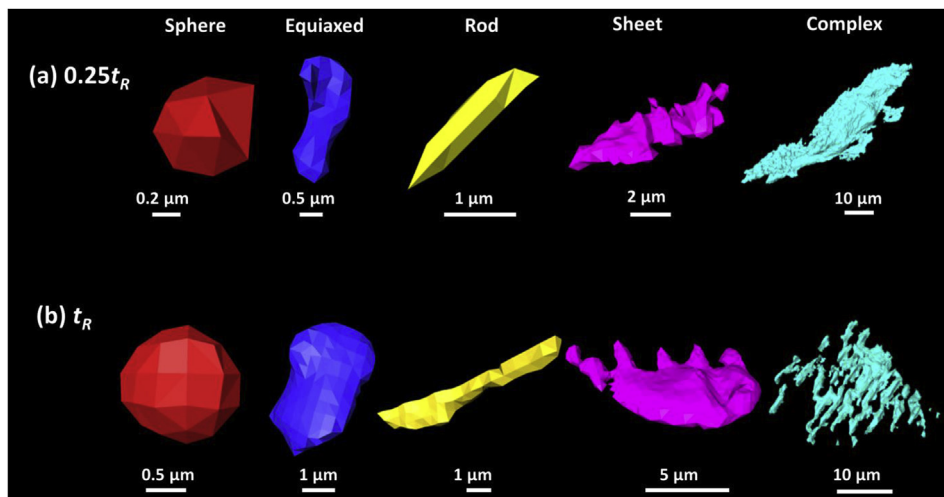 Sphere Equiaxed Rod Sheet Complex
(a) 0.25tR
0.2 µm 0.5 µm 1 µm 2 µm 10 µm
(b) tR
0.5 µm 1 µm 1 µm 5 µm 10 µm